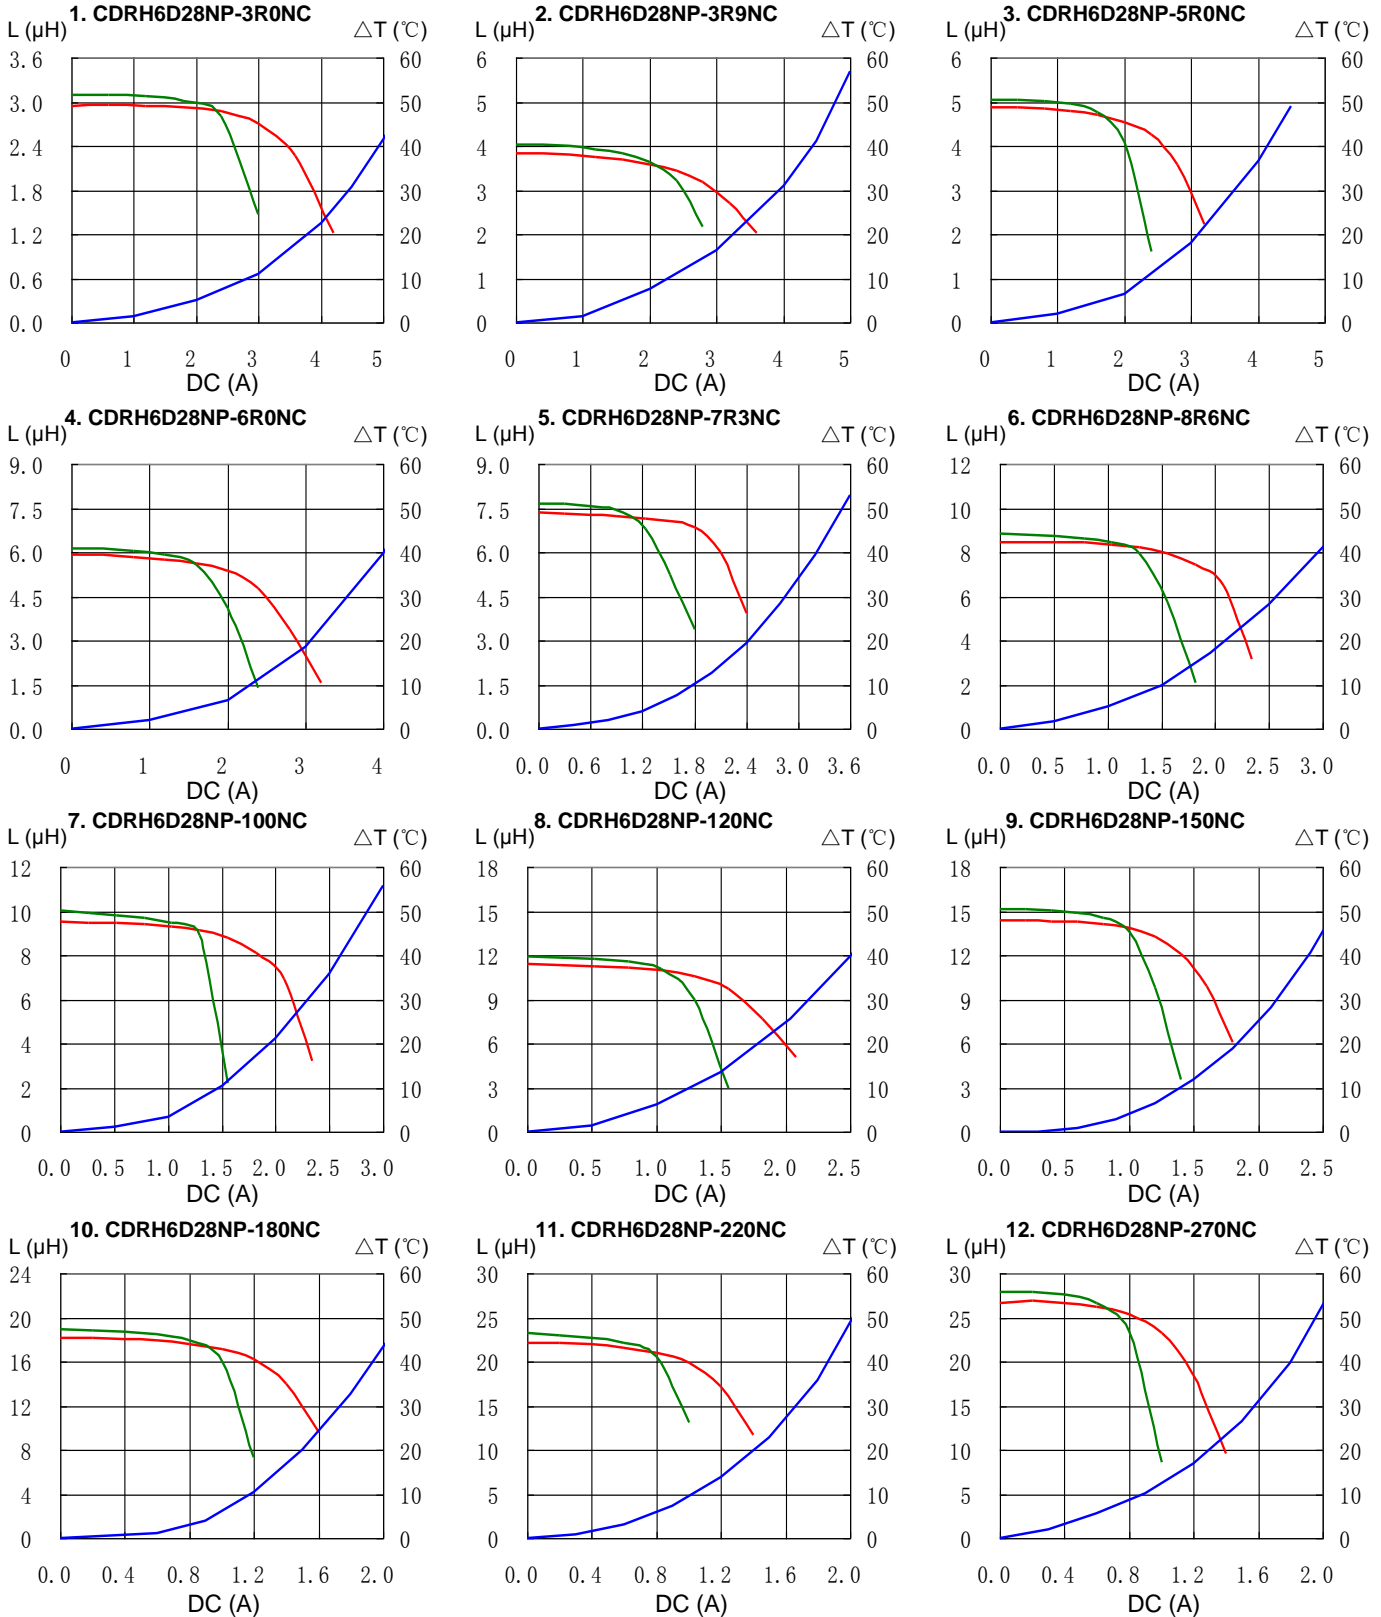 1. CDRH6D28NP-3R0NC
L (μH) △T (℃)
3.6 60
3.0 50
2.4 40
1.8 30
1.2 20
0.6 10
0.0 0
0 1 2 3 4 5
DC (A)
2. CDRH6D28NP-3R9NC
L (μH) △T (℃)
6 60
5 50
4 40
3 30
2 20
1 10
0 0
0 1 2 3 4 5
DC (A)
3. CDRH6D28NP-5R0NC
L (μH) △T (℃)
6 60
5 50
4 40
3 30
2 20
1 10
0 0
0 1 2 3 4 5
DC (A)
4. CDRH6D28NP-6R0NC
L (μH) △T (℃)
9.0 60
7.5 50
6.0 40
4.5 30
3.0 20
1.5 10
0.0 0
0 1 2 3 4
DC (A)
5. CDRH6D28NP-7R3NC
L (μH) △T (℃)
9.0 60
7.5 50
6.0 40
4.5 30
3.0 20
1.5 10
0.0 0
0.0 0.6 1.2 1.8 2.4 3.0 3.6
DC (A)
6. CDRH6D28NP-8R6NC
L (μH) △T (℃)
12 60
10 50
8 40
6 30
4 20
2 10
0 0
0.0 0.5 1.0 1.5 2.0 3.0
DC (A)
7. CDRH6D28NP-100NC
L (μH) △T (℃)
12 60
10 50
8 40
6 30
4 20
2 10
0 0
0.0 0.5 1.0 1.5 2.0 2.5 3.0
DC (A)
8. CDRH6D28NP-120NC
L (μH) △T (℃)
18 60
15 50
12 40
9 30
6 20
3 10
0 0
0.0 0.5 1.0 1.5 2.0 2.5
DC (A)
9. CDRH6D28NP-150NC
L (μH) △T (℃)
18 60
15 50
12 40
9 30
6 20
3 10
0 0
0.0 0.5 1.0 1.5 2.0 2.5
DC (A)
10. CDRH6D28NP-180NC
L (μH) △T (℃)
24 60
20 50
16 40
12 30
8 20
4 10
0 0
0.0 0.4 0.8 1.2 1.6 2.0
DC (A)
11. CDRH6D28NP-220NC
L (μH) △T (℃)
30 60
25 50
20 40
15 30
10 20
5 10
0 0
0.0 0.4 0.8 1.2 1.6 2.0
DC (A)
12. CDRH6D28NP-270NC
L (μH) △T (℃)
30 60
25 50
20 40
15 30
10 20
5 10
0 0
0.0 0.4 0.8 1.2 1.6 2.0
DC (A)